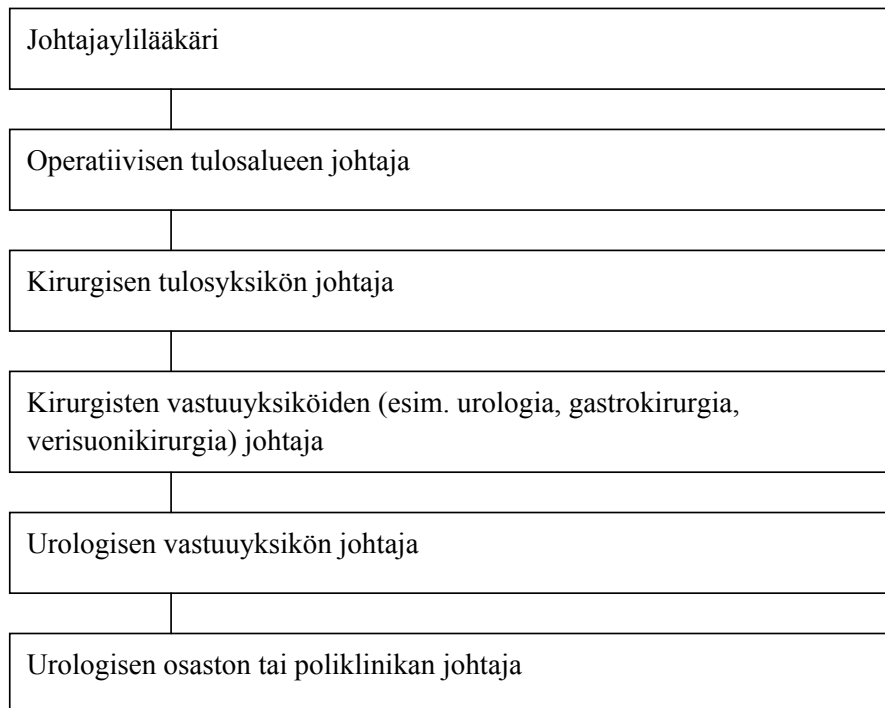 Johtajaylilääkäri
Operatiivisen tulosalueen johtaja
Kirurgisen tulosyksikön johtaja
Kirurgisten vastuuyksiköiden (esim. urologia, gastrokirurgia,
verisuonikirurgia) johtaja
Urologisen vastuuyksikön johtaja
Urologisen osaston tai poliklinikan johtaja